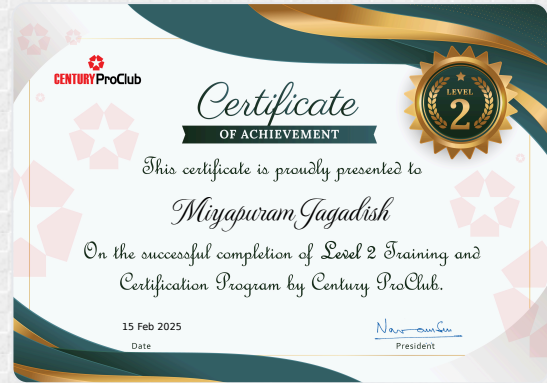 CENTURY ProClub
Certificate
OF ACHIEVEMENT
LEVEL
2
This certificate is proudly presented to
Miyapuram Jagadish
On the successful completion of Level 2 Training and
Certification Program by Century ProClub.
15 Feb 2025
Date
President